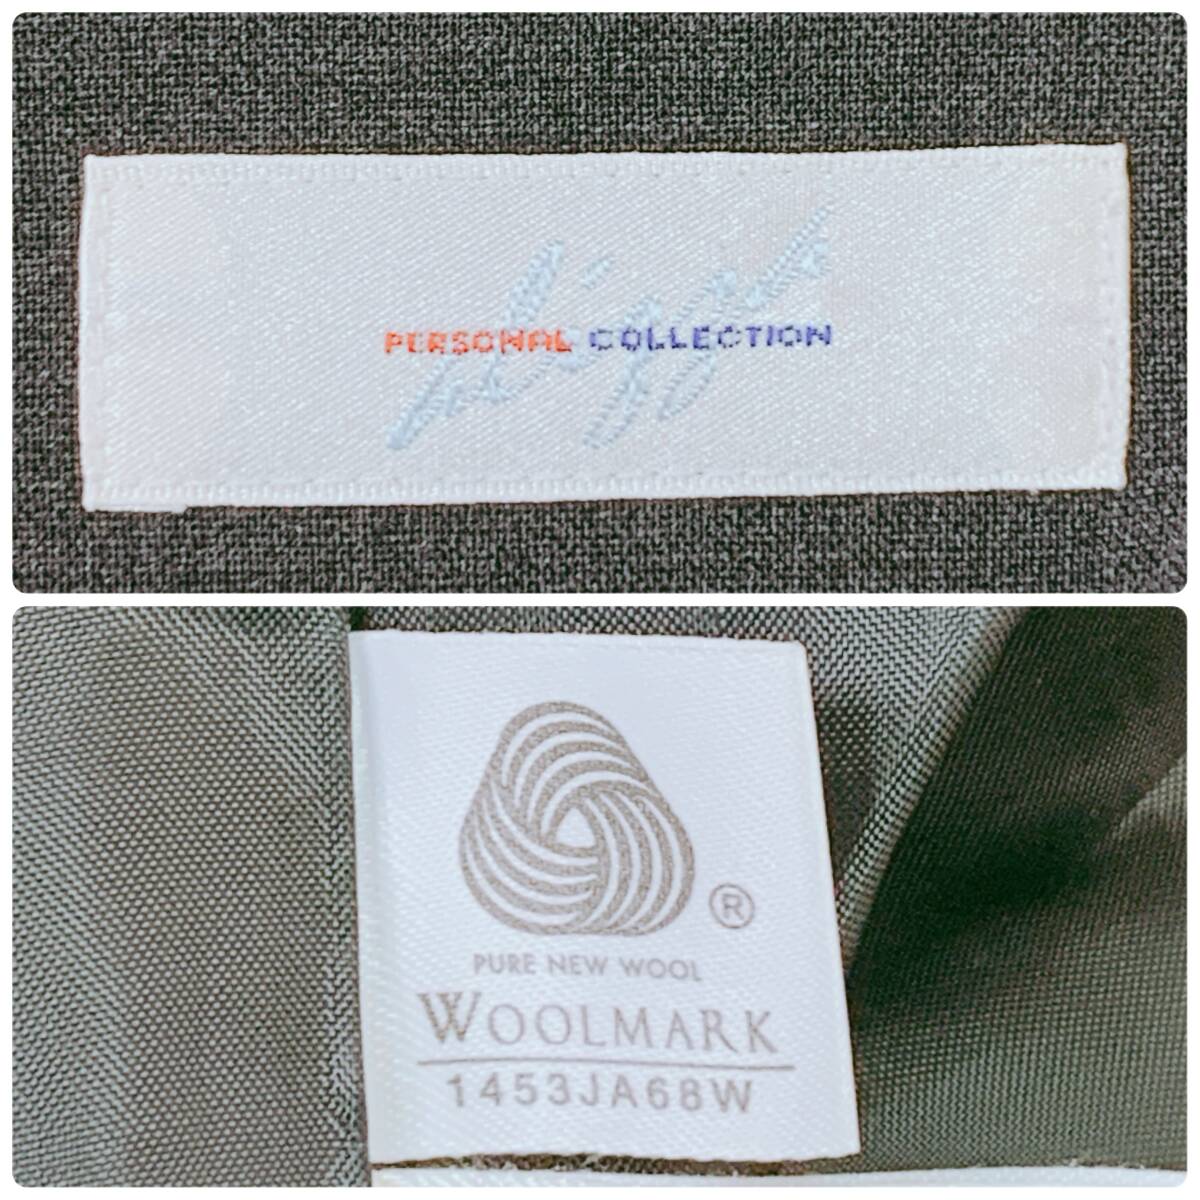 PERSONAL COLLECTION
®
PURE NEW WOOL
WOOLMARK
1453JA68W